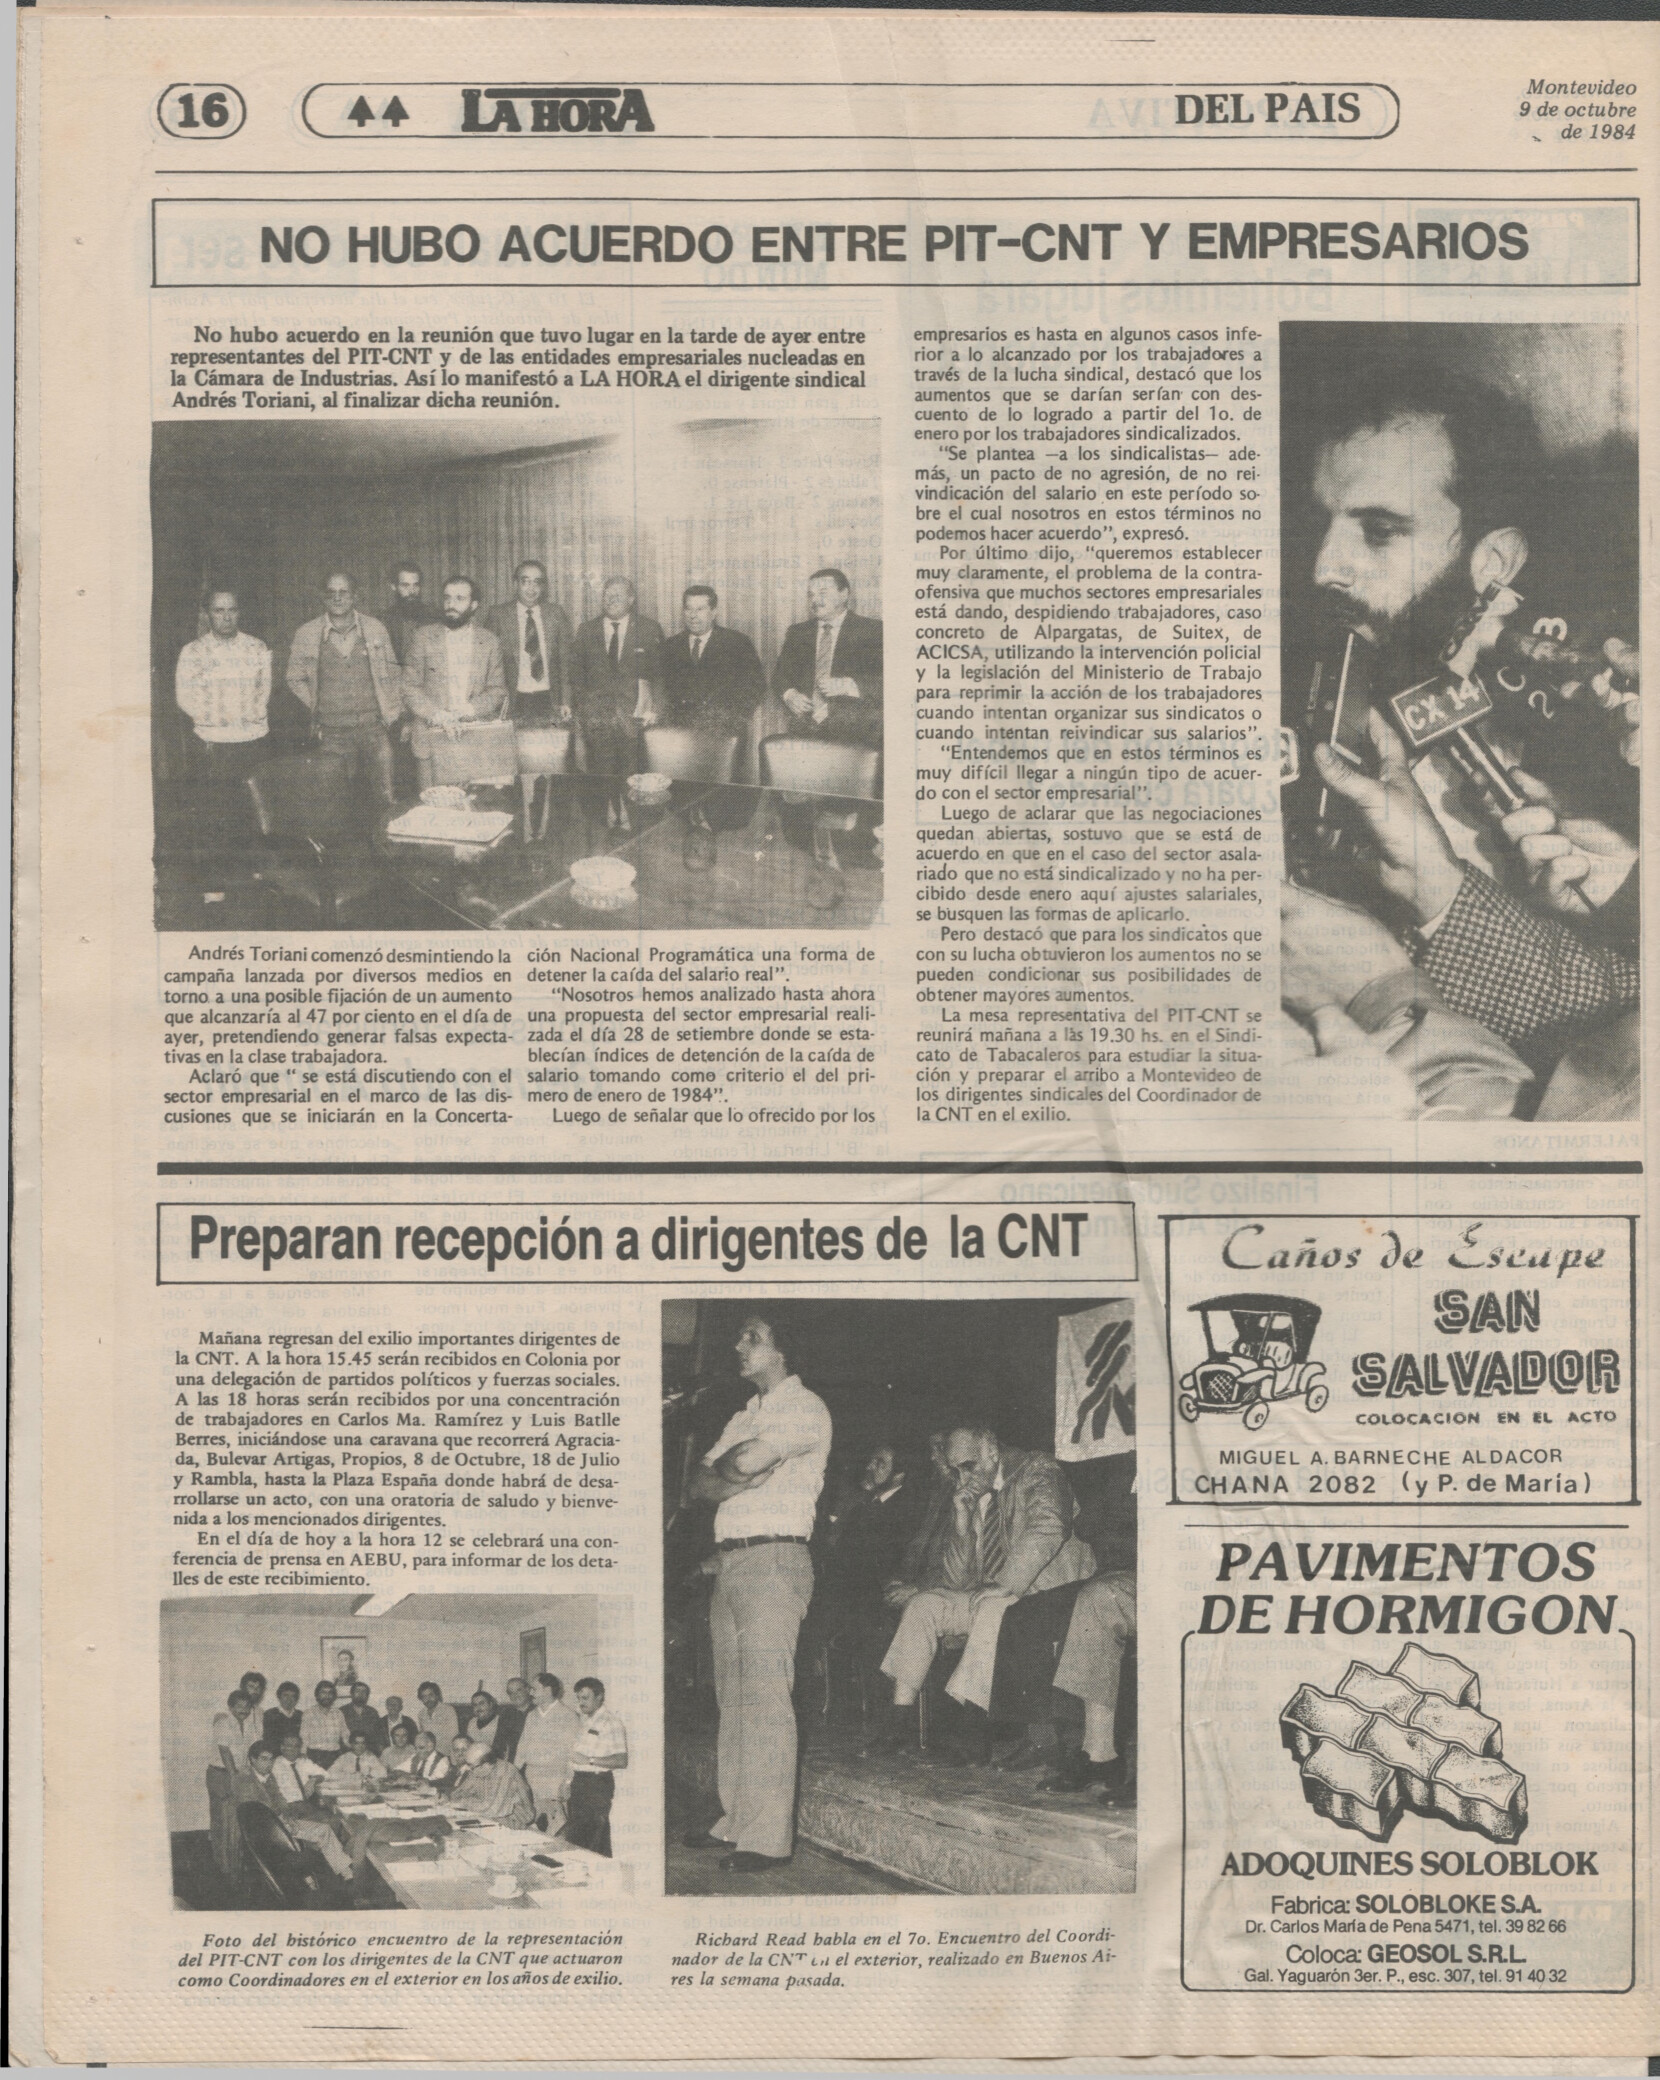 16
LA HORA
DEL PAIS
Montevideo
9 de octubre
de 1984
NO HUBO ACUERDO ENTRE PIT-CNT Y EMPRESARIOS
No hubo acuerdo en la reunión que tuvo lugar en la tarde de ayer entre
representantes del PIT-CNT y de las entidades empresariales nucleadas en
la Cámara de Industrias. Así lo manifestó a LA HORA el dirigente sindical
Andrés Toriani, al finalizar dicha reunión.
Andrés Toriani comenzó desmintiendo la
campaña lanzada por diversos medios en
torno a una posible fijación de un aumento
que alcanzaría al 47 por ciento en el día de
ayer, pretendiendo generar falsas expecta-
tivas en la clase trabajadora.
Aclaró que “ se está discutiendo con el
sector empresarial en el marco de las dis-
cusiones que se iniciarán en la Concerta-
ción Nacional Programática una forma de
detener la caída del salario real”.
“Nosotros hemos analizado hasta ahora
una propuesta del sector empresarial reali-
zada el día 28 de setiembre donde se esta-
blecían índices de detención de la caída de
salario tomando como criterio el del pri-
mero de enero de 1984”.
Luego de señalar que lo ofrecido por los
empresarios es hasta en algunos casos infe-
rior a lo alcanzado por los trabajadores a
través de la lucha sindical, destacó que los
aumentos que se darían serían con des-
cuento de lo logrado a partir del 1o. de
enero por los trabajadores sindicalizados.
“Se plantea —a los sindicalistas— ade-
más, un pacto de no agresión, de no rei-
vindicación del salario en este período so-
bre el cual nosotros en estos términos no
podemos hacer acuerdo”, expresó.
Por último dijo, “queremos establecer
muy claramente, el problema de la contra-
ofensiva que muchos sectores empresariales
está dando, despidiendo trabajadores, caso
concreto de Alpargatas, de Suitex, de
ACICSA, utilizando la intervención policial
y la legislación del Ministerio de Trabajo
para reprimir la acción de los trabajadores
cuando intentan organizar sus sindicatos o
cuando intentan reivindicar sus salarios”.
“Entendemos que en estos términos es
muy difícil llegar a ningún tipo de acuer-
do con el sector empresarial”.
Luego de aclarar que las negociaciones
quedan abiertas, sostuvo que se está de
acuerdo en que en el caso del sector asala-
riado que no está sindicalizado y no ha per-
cibido desde enero aquí ajustes salariales,
se busquen las formas de aplicarlo.
Pero destacó que para los sindicatos que
con su lucha obtuvieron los aumentos no se
pueden condicionar sus posibilidades de
obtener mayores aumentos.
La mesa representativa del PIT-CNT se
reunirá mañana a las 19.30 hs. en el Sindi-
cato de Tabacaleros para estudiar la situa-
ción y preparar el arribo a Montevideo de
los dirigentes sindicales del Coordinador de
la CNT en el exilio.
CX 14
Preparan recepción a dirigentes de la CNT
Mañana regresan del exilio importantes dirigentes de
la CNT. A la hora 15.45 serán recibidos en Colonia por
una delegación de partidos políticos y fuerzas sociales.
A las 18 horas serán recibidos por una concentración
de trabajadores en Carlos Ma. Ramírez y Luis Batlle
Berres, iniciándose una caravana que recorrerá Agracia-
da, Bulevar Artigas, Propios, 8 de Octubre, 18 de Julio
y Rambla, hasta la Plaza España donde habrá de desa-
rrollarse un acto, con una oratoria de saludo y bienve-
nida a los mencionados dirigentes.
En el día de hoy a la hora 12 se celebrará una con-
ferencia de prensa en AEBU, para informar de los deta-
lles de este recibimiento.
Foto del histórico encuentro de la representación
del PIT-CNT con los dirigentes de la CNT que actuaron
como Coordinadores en el exterior en los años de exilio.
Richard Read habla en el 7o. Encuentro del Coordi-
nador de la CNT en el exterior, realizado en Buenos Ai-
res la semana pasada.
Caños de Escape
SAN
SALVADOR
COLOCACION EN EL ACTO
MIGUEL A. BARNECHE ALDACOR
CHANA 2082 (y P. de María)
PAVIMENTOS
DE HORMIGON
ADOQUINES SOLOBLOK
Fabrica: SOLOBLOKE S.A.
Dr. Carlos María de Pena 5471, tel. 39 82 66
Coloca: GEOSOL S.R.L.
Gal. Yaguarón 3er. P., esc. 307, tel. 91 40 32